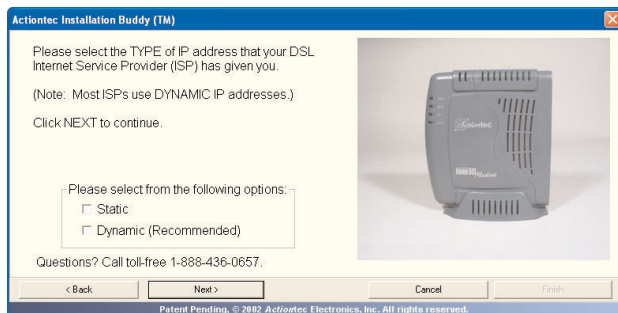 Actiontec Installation Buddy (TM)
Please select the TYPE of IP address that your DSL
Internet Service Provider (ISP) has given you.
(Note: Most ISPs use DYNAMIC IP addresses.)
Click NEXT to continue.
Please select from the following options:
Static
Dynamic (Recommended)
Questions? Call toll-free 1-888-436-0657.
Actiontec
< Back
Next >
Cancel
Finish
Patent Pending, © 2002 Actiontec Electronics, Inc. All rights reserved.